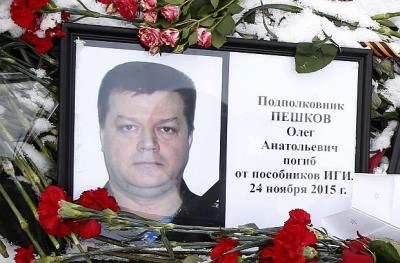 Подполковник
ПЕШКОВ
Олег
Анатольевич
погиб
от пособников ИГИЛ
24 ноября 2015 г.